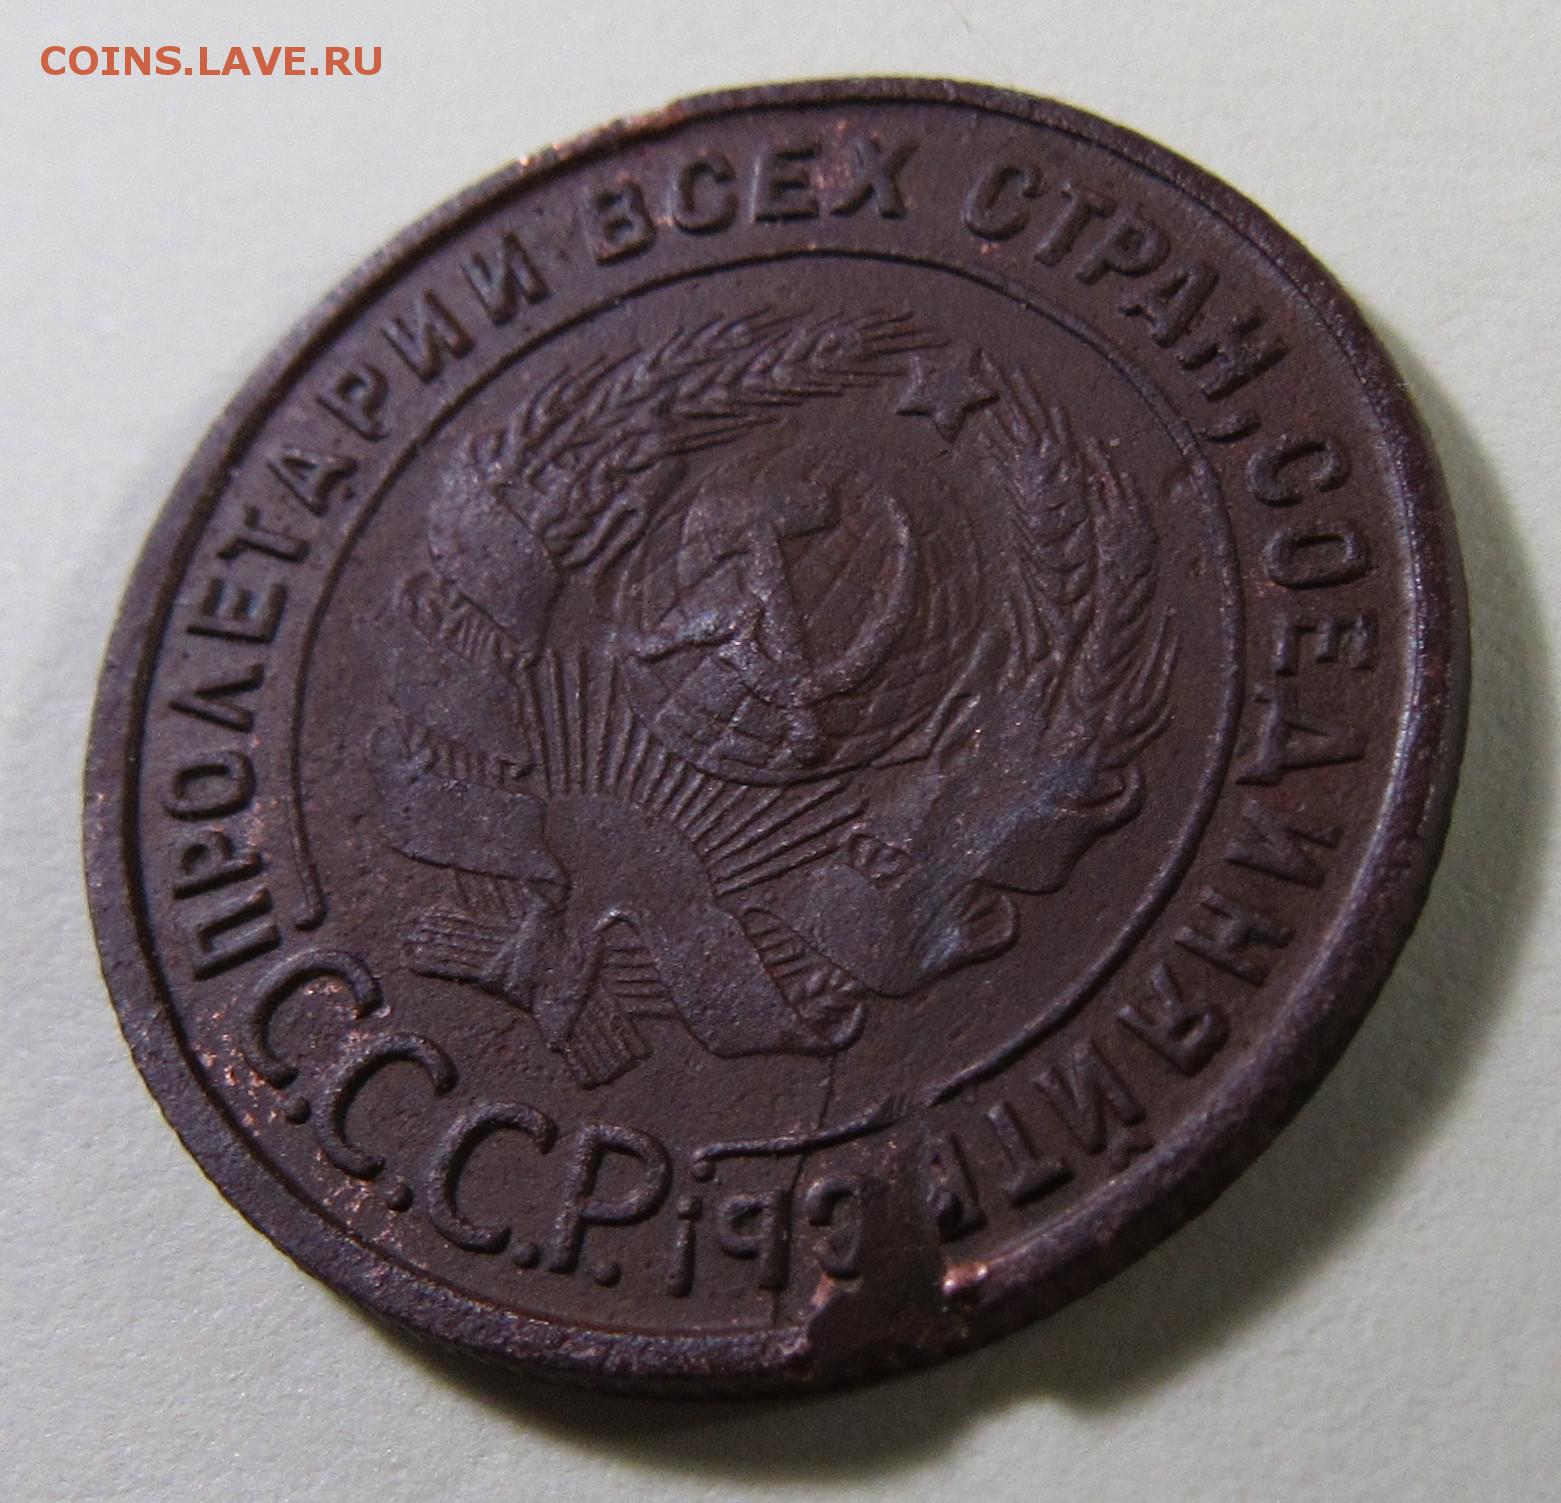 COINS.LAVE.RU
ПРОЛЕТАРИИ ВСЕХ СТРАН, СОЕДИНЯЙТЕСЬ!
С.С.С.Р.